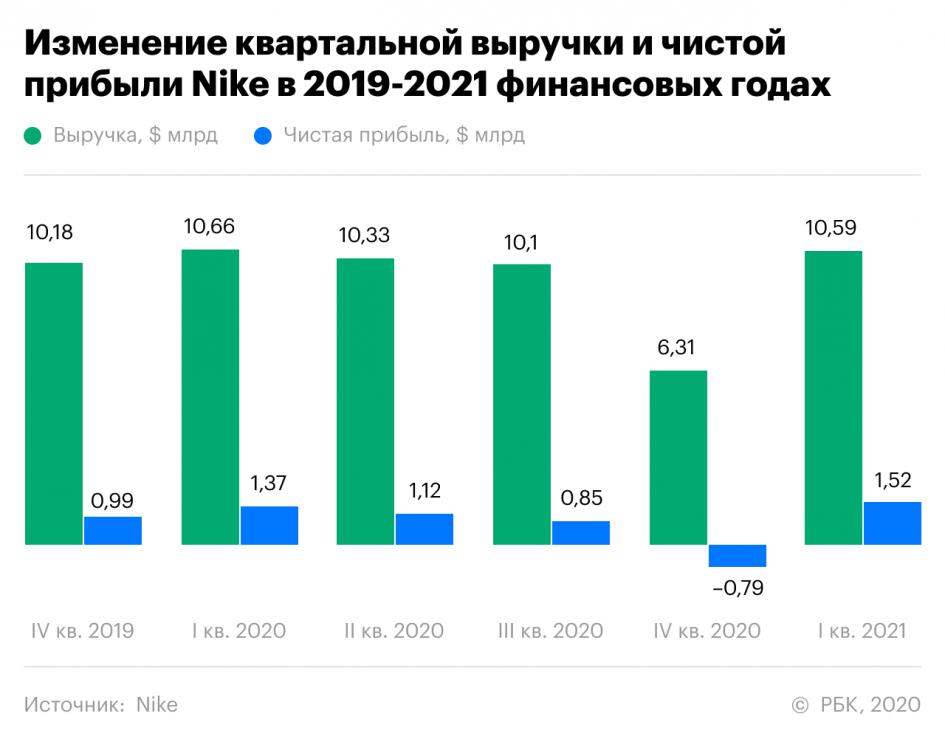 Изменение квартальной выручки и чистой
прибыли Nike в 2019-2021 финансовых годах
Выручка, $ млрд Чистая прибыль, $ млрд
10,18 10,66 10,33 10,1 6,31 10,59
0,99 1,37 1,12 0,85 −0,79 1,52
IV кв. 2019 I кв. 2020 II кв. 2020 III кв. 2020 IV кв. 2020 I кв. 2021
Источник: Nike © РБК, 2020